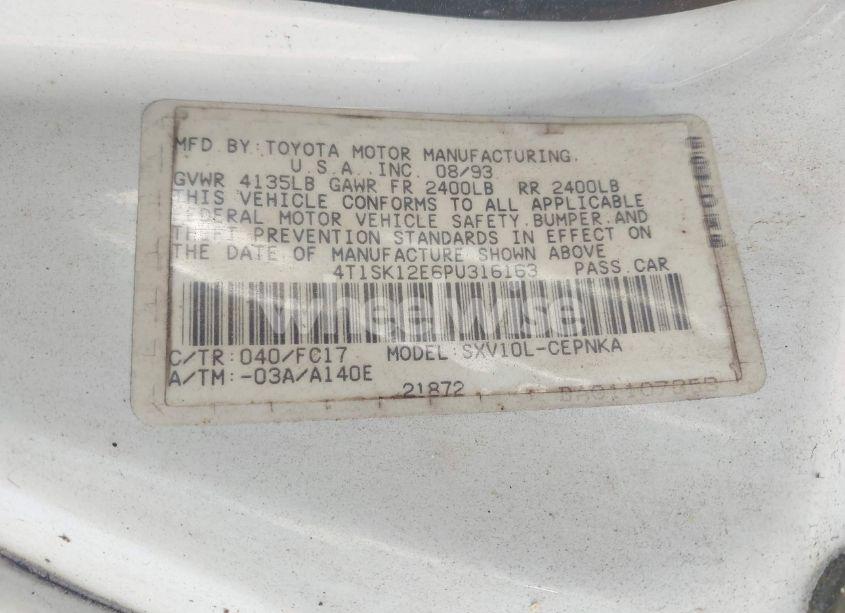 MFD BY: TOYOTA MOTOR MANUFACTURING,
U.S.A. INC. 08/93
GVWR 4135LB GAWR FR 2400LB RR 2400LB
THIS VEHICLE CONFORMS TO ALL APPLICABLE
FEDERAL MOTOR VEHICLE SAFETY, BUMPER, AND
THEFT PREVENTION STANDARDS IN EFFECT ON
THE DATE OF MANUFACTURE SHOWN ABOVE
4T1SK12E6PU316163 PASS.CAR
wheelwise
C/TR: 040/FC17 MODEL: SXV10L-CEPNKA
A/TM: -03A/A140E
21872